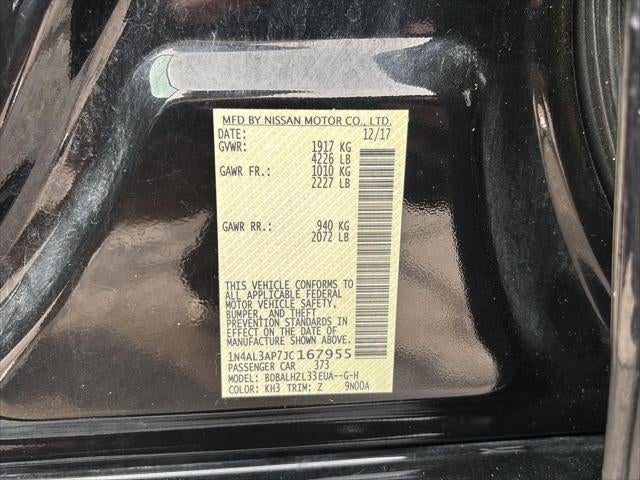 MFD BY NISSAN MOTOR CO., LTD.
DATE: 12/17
GVWR: 1917 KG
4226 LB
GAWR FR.: 1010 KG
2227 LB
GAWR RR.: 940 KG
2072 LB
THIS VEHICLE CONFORMS TO
ALL APPLICABLE FEDERAL
MOTOR VEHICLE SAFETY,
BUMPER, AND THEFT
PREVENTION STANDARDS IN
EFFECT ON THE DATE OF
MANUFACTURE SHOWN ABOVE.
1N4AL3AP7JC167955
PASSENGER CAR 373
MODEL: BDBALHZL33EUA--G-H
COLOR: KH3 TRIM: Z 9N00A